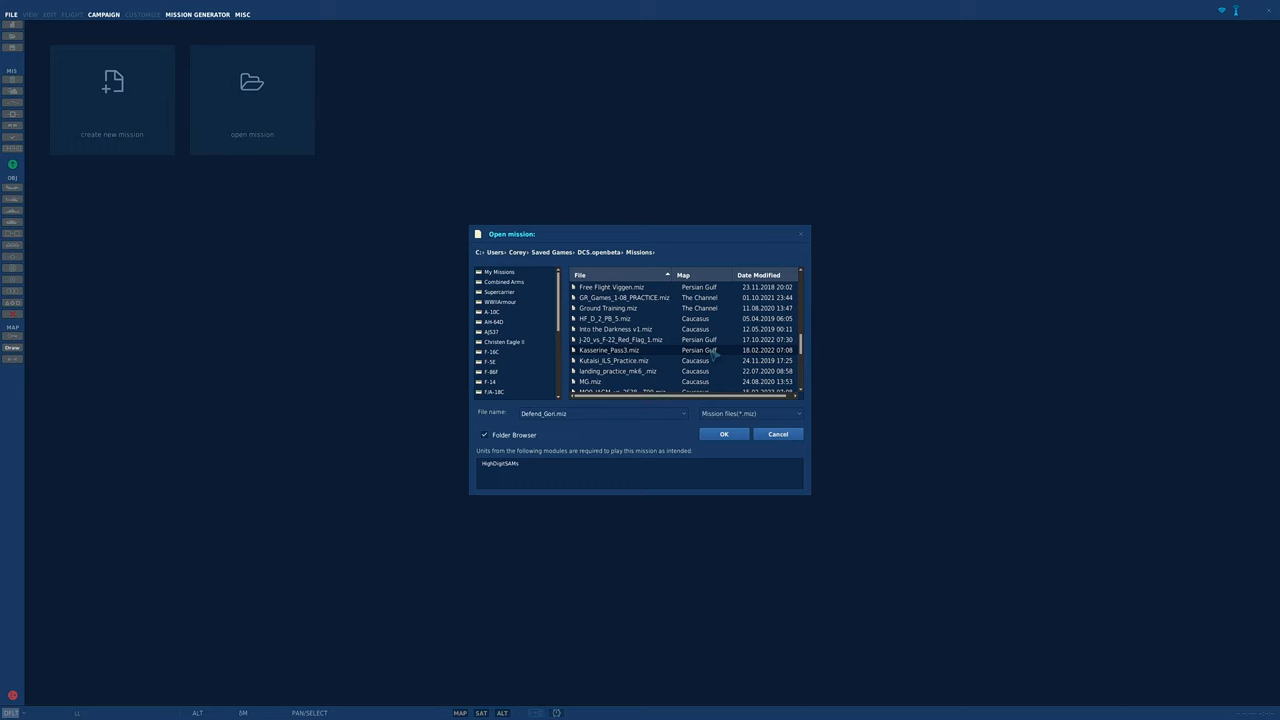 FILE VIEW EDIT FLIGHT CAMPAIGN CUSTOMIZE MISSION GENERATOR MISC
MIS
OBJ
MAP
Draw
create new mission
open mission
Open mission:
C:› Users› Corey› Saved Games› DCS.openbeta› Missions›
My Missions
Combined Arms
Supercarrier
WWIIArmour
A-10C
AH-64D
AJS37
Christen Eagle II
F-16C
F-5E
F-86F
F-14
F/A-18C
File Map Date Modified
Free Flight Viggen.miz Persian Gulf 23.11.2018 20:02
GR_Games_1-08_PRACTICE.miz The Channel 01.10.2021 23:44
Ground Training.miz The Channel 11.08.2020 13:47
HF_D_2_PB_5.miz Caucasus 05.04.2019 06:05
Into the Darkness v1.miz Caucasus 12.05.2019 00:11
J-20_vs_F-22_Red_Flag_1.miz Persian Gulf 17.10.2022 07:30
Kasserine_Pass3.miz Persian Gulf 18.02.2022 07:08
Kutaisi_ILS_Practice.miz Caucasus 24.11.2019 17:25
landing_practice_mk6_.miz Caucasus 22.07.2020 08:58
MG.miz Caucasus 24.08.2020 13:53
File name: Defend_Gori.miz Mission files(*.miz)
Folder Browser OK Cancel
Units from the following modules are required to play this mission as intended:
HighDigitSAMs
DFLT ALT δM PAN/SELECT MAP SAT ALT